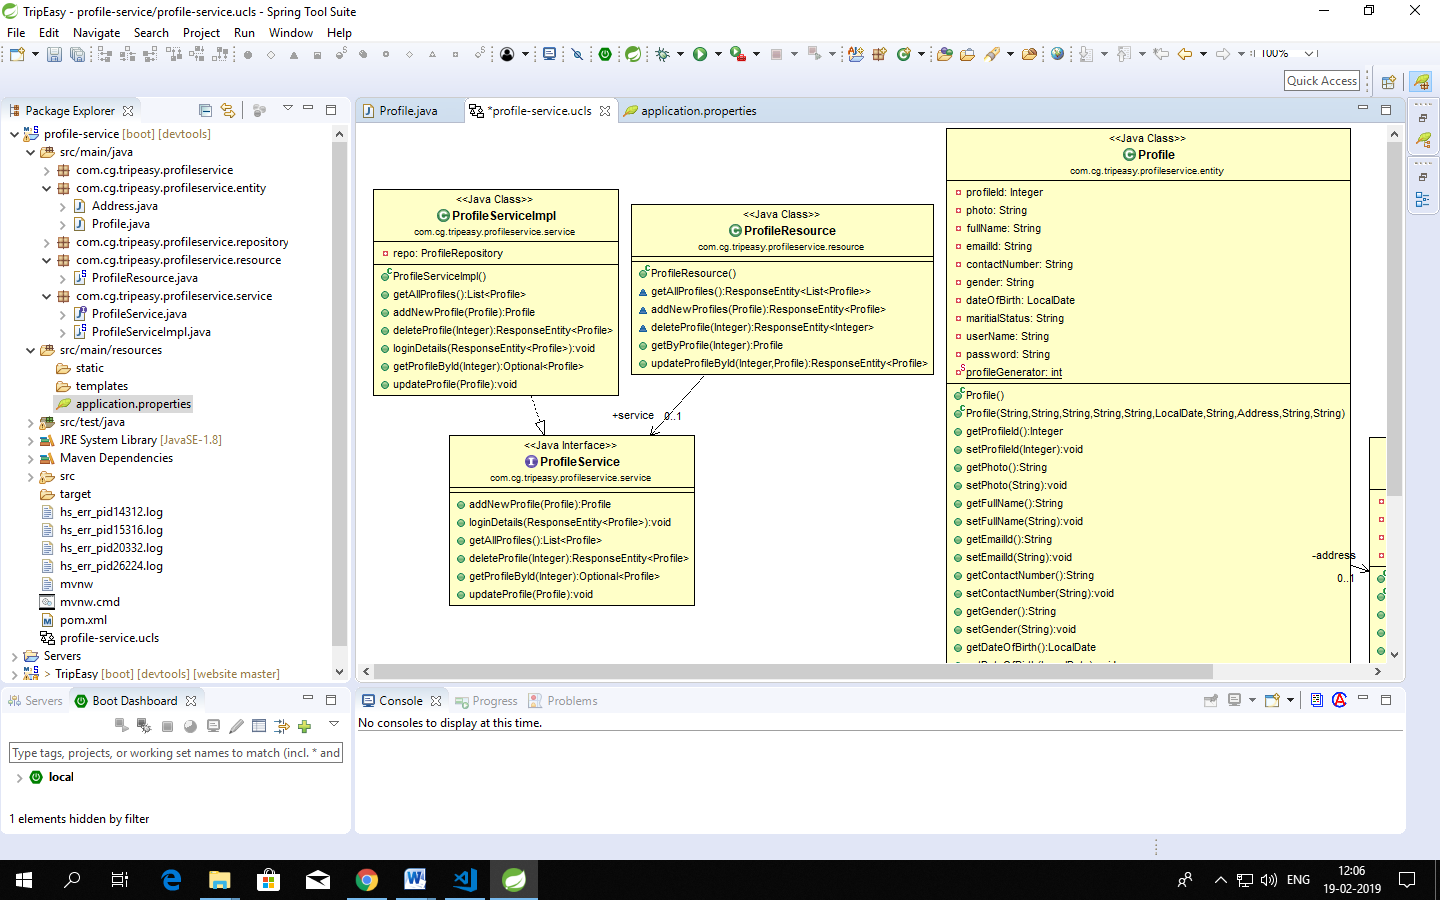 TripEasy - profile-service/profile-service.ucls - Spring Tool Suite
File Edit Navigate Search Project Run Window Help
100%
Quick Access
Package Explorer
profile-service [boot] [devtools]
src/main/java
com.cg.tripeasy.profileservice
com.cg.tripeasy.profileservice.entity
Address.java
Profile.java
com.cg.tripeasy.profileservice.repository
com.cg.tripeasy.profileservice.resource
ProfileResource.java
com.cg.tripeasy.profileservice.service
ProfileService.java
ProfileServiceImpl.java
src/main/resources
static
templates
application.properties
src/test/java
JRE System Library [JavaSE-1.8]
Maven Dependencies
src
target
hs_err_pid14312.log
hs_err_pid15316.log
hs_err_pid20332.log
hs_err_pid26224.log
mvnw
mvnw.cmd
pom.xml
profile-service.ucls
Servers
> TripEasy [boot] [devtools] [website master]
Profile.java *profile-service.ucls application.properties
<<Java Class>>
ProfileServiceImpl
com.cg.tripeasy.profileservice.service
repo: ProfileRepository
ProfileServiceImpl()
getAllProfiles():List<Profile>
addNewProfile(Profile):Profile
deleteProfile(Integer):ResponseEntity<Profile>
loginDetails(ResponseEntity<Profile>):void
getProfileById(Integer):Optional<Profile>
updateProfile(Profile):void
<<Java Class>>
ProfileResource
com.cg.tripeasy.profileservice.resource
ProfileResource()
getAllProfiles():ResponseEntity<List<Profile>>
addNewProfiles(Profile):ResponseEntity<Profile>
deleteProfile(Integer):ResponseEntity<Integer>
getByProfile(Integer):Profile
updateProfileById(Integer,Profile):ResponseEntity<Profile>
+service 0..1
<<Java Interface>>
ProfileService
com.cg.tripeasy.profileservice.service
addNewProfile(Profile):Profile
loginDetails(ResponseEntity<Profile>):void
getAllProfiles():List<Profile>
deleteProfile(Integer):ResponseEntity<Profile>
getProfileById(Integer):Optional<Profile>
updateProfile(Profile):void
<<Java Class>>
Profile
com.cg.tripeasy.profileservice.entity
profileId: Integer
photo: String
fullName: String
emailId: String
contactNumber: String
gender: String
dateOfBirth: LocalDate
maritialStatus: String
userName: String
password: String
profileGenerator: int
Profile()
Profile(String,String,String,String,String,LocalDate,String,Address,String,String)
getProfileId():Integer
setProfileId(Integer):void
getPhoto():String
setPhoto(String):void
getFullName():String
setFullName(String):void
getEmailId():String
setEmailId(String):void
getContactNumber():String
setContactNumber(String):void
getGender():String
setGender(String):void
getDateOfBirth():LocalDate
-address
0..1
Servers Boot Dashboard
Type tags, projects, or working set names to match (incl. * and
local
1 elements hidden by filter
Console Progress Problems
No consoles to display at this time.
ENG
12:06
19-02-2019